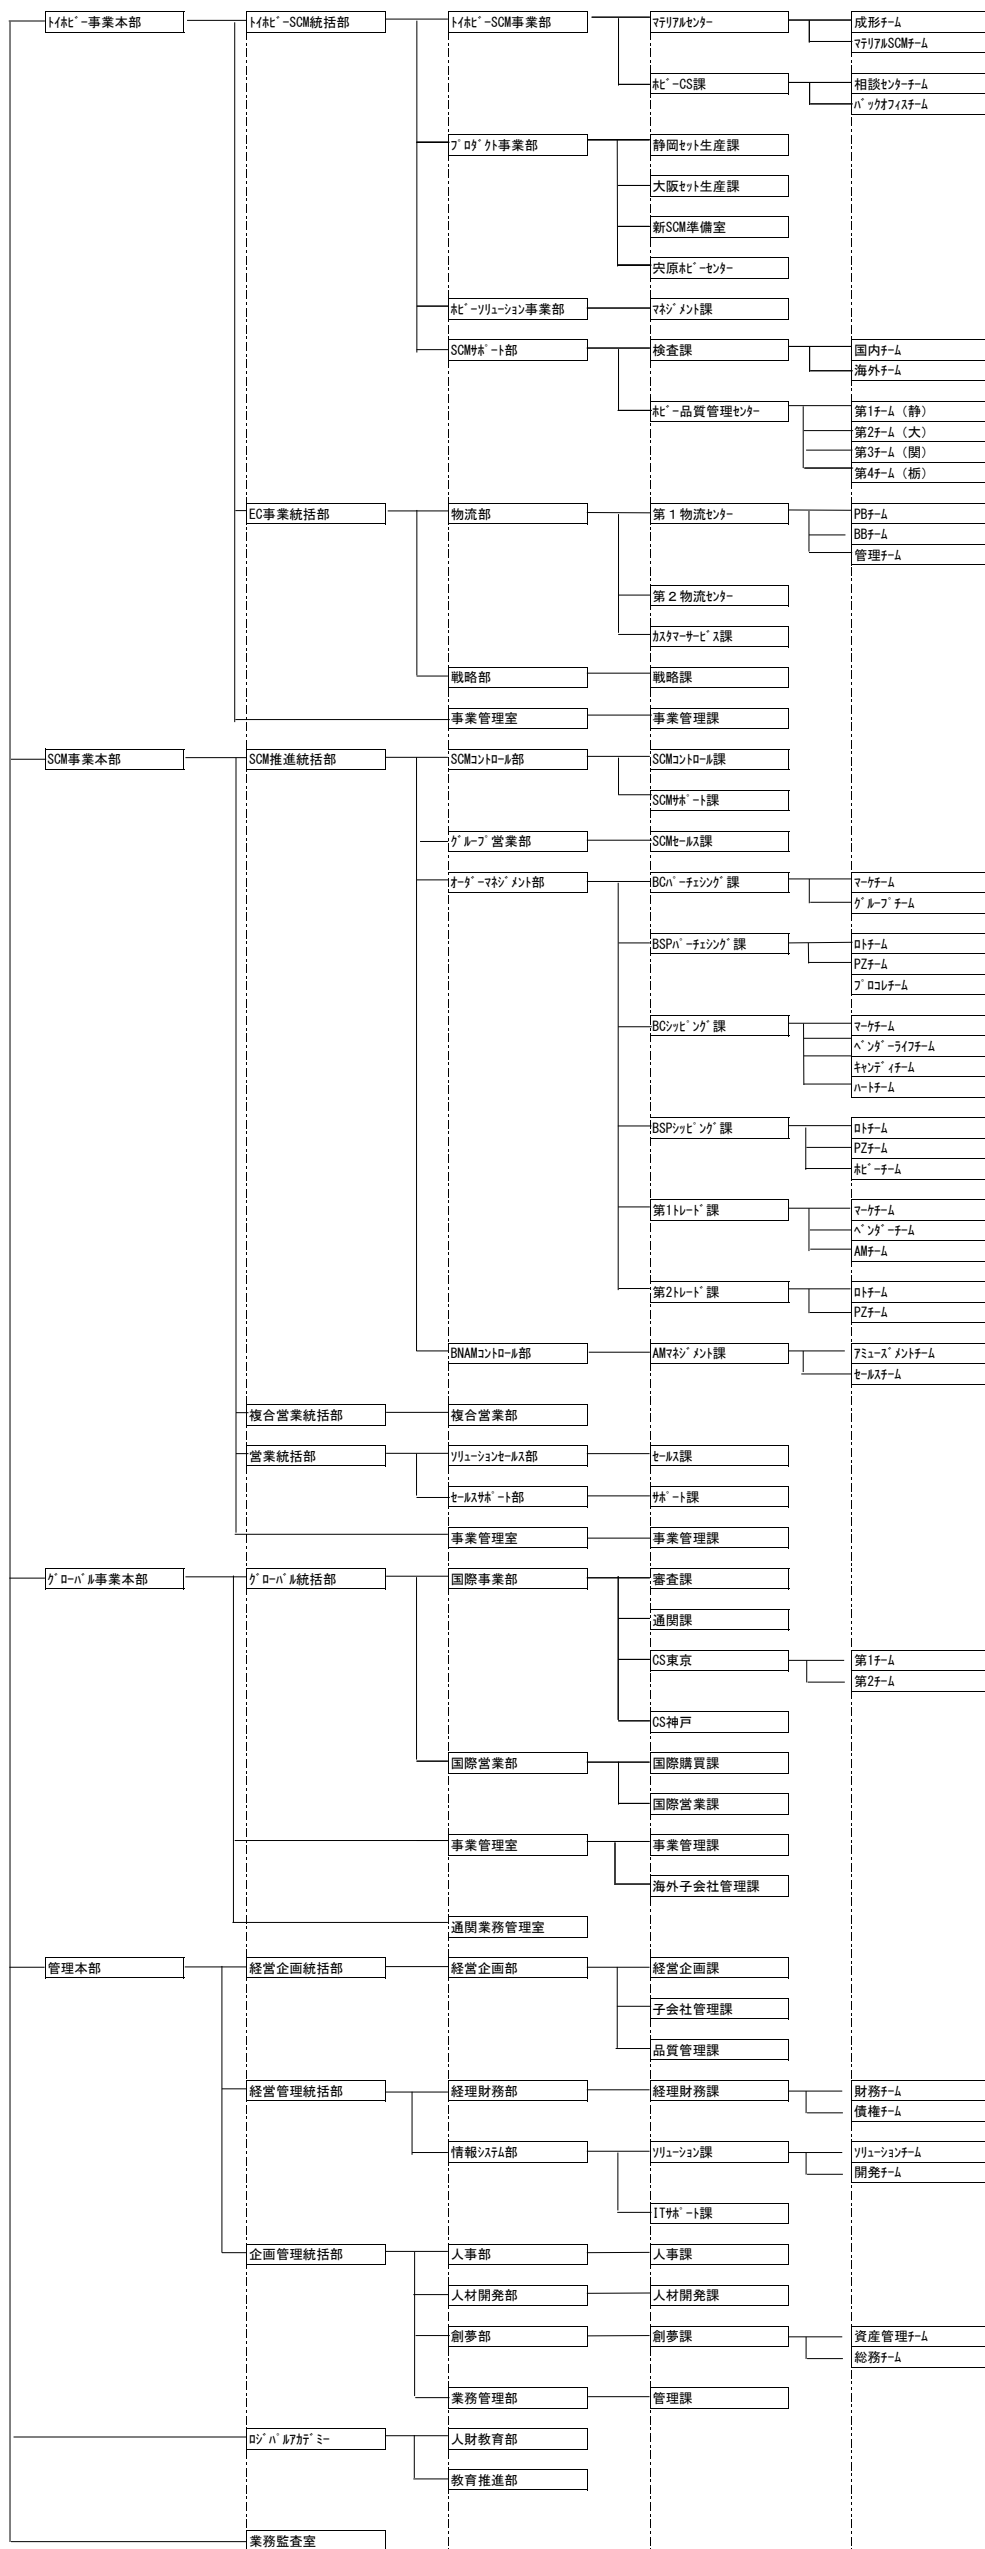 ﾄｲﾎﾋﾞｰ事業本部 ﾄｲﾎﾋﾞｰSCM統括部 ﾄｲﾎﾋﾞｰSCM事業部 ﾏﾃﾘｱﾙｾﾝﾀｰ 成形ﾁｰﾑ
ﾏﾃﾘｱﾙSCMﾁｰﾑ
ﾎﾋﾞｰCS課 相談ｾﾝﾀｰﾁｰﾑ
ﾊﾞｯｸｵﾌｨｽﾁｰﾑ
ﾌﾟﾛﾀﾞｸﾄ事業部 静岡ｾｯﾄ生産課
大阪ｾｯﾄ生産課
新SCM準備室
宍原ﾎﾋﾞｰｾﾝﾀｰ
ﾎﾋﾞｰｿﾘｭｰｼｮﾝ事業部 ﾏﾈｼﾞﾒﾝﾄ課
SCMｻﾎﾟｰﾄ部 検査課 国内ﾁｰﾑ
海外ﾁｰﾑ
ﾎﾋﾞｰ品質管理ｾﾝﾀｰ 第1ﾁｰﾑ（静）
第2ﾁｰﾑ（大）
第3ﾁｰﾑ（関）
第4ﾁｰﾑ（栃）
EC事業統括部 物流部 第１物流ｾﾝﾀｰ PBﾁｰﾑ
BBﾁｰﾑ
管理ﾁｰﾑ
第２物流ｾﾝﾀｰ
ｶｽﾀﾏｰｻｰﾋﾞｽ課
戦略部 戦略課
事業管理室 事業管理課
SCM事業本部 SCM推進統括部 SCMｺﾝﾄﾛｰﾙ部 SCMｺﾝﾄﾛｰﾙ課
SCMｻﾎﾟｰﾄ課
ｸﾞﾙｰﾌﾟ営業部 SCMｾｰﾙｽ課
ｵｰﾀﾞｰﾏﾈｼﾞﾒﾝﾄ部 BCﾊﾟｰﾁｪｼﾝｸﾞ課 ﾏｰｹﾁｰﾑ
ｸﾞﾙｰﾌﾟﾁｰﾑ
BSPﾊﾟｰﾁｪｼﾝｸﾞ課 ﾛﾄﾁｰﾑ
PZﾁｰﾑ
ﾌﾟﾛｺﾚﾁｰﾑ
BCｼｯﾋﾟﾝｸﾞ課 ﾏｰｹﾁｰﾑ
ﾍﾞﾝﾀﾞｰﾗｲﾌﾁｰﾑ
ｷｬﾝﾃﾞｨﾁｰﾑ
ﾊｰﾄﾁｰﾑ
BSPｼｯﾋﾟﾝｸﾞ課 ﾛﾄﾁｰﾑ
PZﾁｰﾑ
ﾎﾋﾞｰﾁｰﾑ
第1ﾄﾚｰﾄﾞ課 ﾏｰｹﾁｰﾑ
ﾍﾞﾝﾀﾞｰﾁｰﾑ
AMﾁｰﾑ
第2ﾄﾚｰﾄﾞ課 ﾛﾄﾁｰﾑ
PZﾁｰﾑ
BNAMｺﾝﾄﾛｰﾙ部 AMﾏﾈｼﾞﾒﾝﾄ課 ｱﾐｭｰｽﾞﾒﾝﾄﾁｰﾑ
ｾｰﾙｽﾁｰﾑ
複合営業統括部 複合営業部
営業統括部 ｿﾘｭｰｼｮﾝｾｰﾙｽ部 ｾｰﾙｽ課
ｾｰﾙｽｻﾎﾟｰﾄ部 ｻﾎﾟｰﾄ課
事業管理室 事業管理課
ｸﾞﾛｰﾊﾞﾙ事業本部 ｸﾞﾛｰﾊﾞﾙ統括部 国際事業部 審査課
通関課
CS東京 第1ﾁｰﾑ
第2ﾁｰﾑ
CS神戸
国際営業部 国際購買課
国際営業課
事業管理室 事業管理課
海外子会社管理課
通関業務管理室
管理本部 経営企画統括部 経営企画部 経営企画課
子会社管理課
品質管理課
経営管理統括部 経理財務部 経理財務課 財務ﾁｰﾑ
債権ﾁｰﾑ
情報ｼｽﾃﾑ部 ｿﾘｭｰｼｮﾝ課 ｿﾘｭｰｼｮﾝﾁｰﾑ
開発ﾁｰﾑ
ITｻﾎﾟｰﾄ課
企画管理統括部 人事部 人事課
人材開発部 人材開発課
創夢部 創夢課 資産管理ﾁｰﾑ
総務ﾁｰﾑ
業務管理部 管理課
ﾛｼﾞﾊﾟﾙｱｶﾃﾞﾐｰ 人財教育部
教育推進部
業務監査室